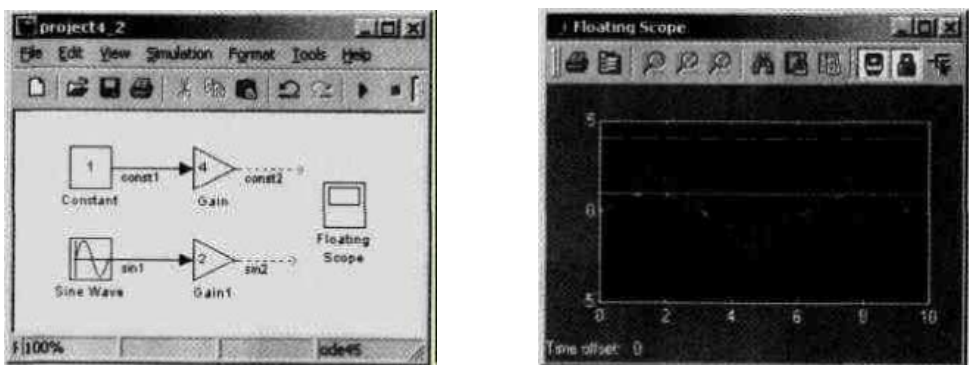 project4_2
File Edit View Simulation Format Tools Help
1
const1
4
const2
Constant
Gain
Floating
Scope
sin1
2
sin2
Sine Wave
Gain1
100%
ode45
Floating Scope
5
0
-5
0 2 4 6 8 10
Time offset: 0